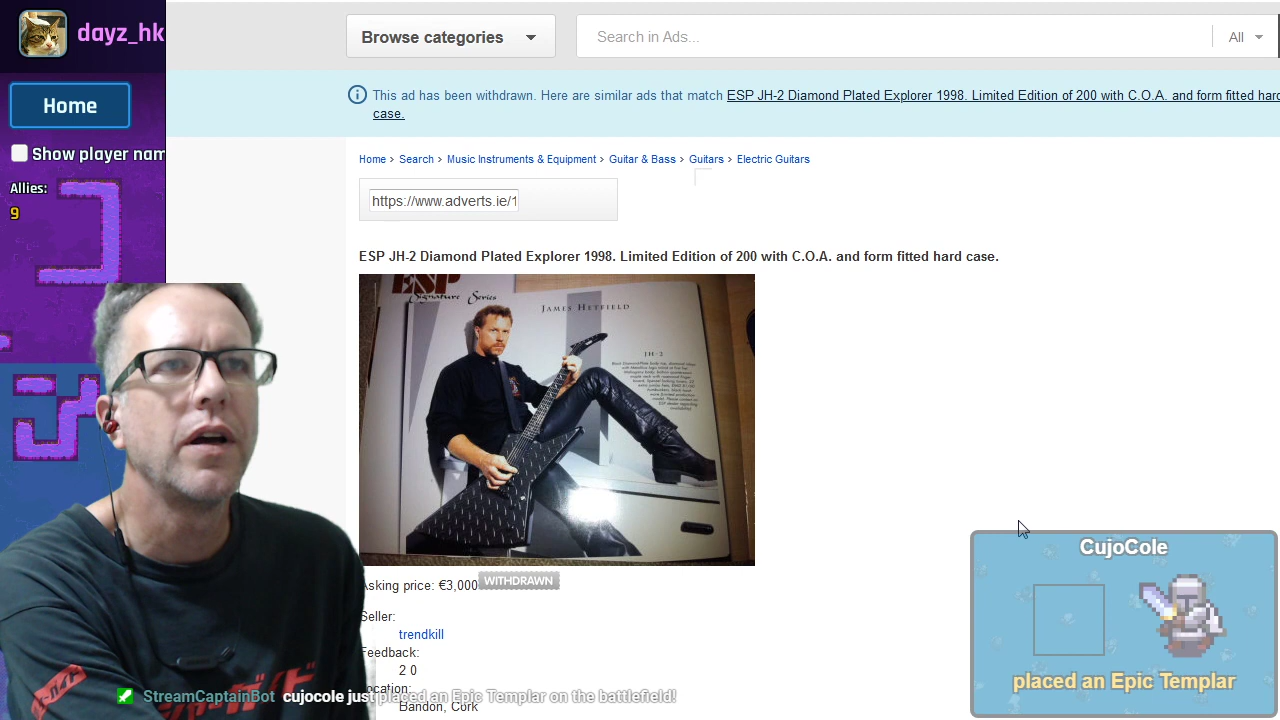 dayz_hk
Browse categories
Search in Ads...
All
Home
This ad has been withdrawn. Here are similar ads that match ESP JH-2 Diamond Plated Explorer 1998. Limited Edition of 200 with C.O.A. and form fitted hard
case.
Show player nam
Home > Search > Music Instruments & Equipment > Guitar & Bass > Guitars > Electric Guitars
Allies:
9
https://www.adverts.ie/1
ESP JH-2 Diamond Plated Explorer 1998. Limited Edition of 200 with C.O.A. and form fitted hard case.
ESP
Signature Series
JAMES HETFIELD
JH-2
Asking price: €3,000
WITHDRAWN
Seller:
trendkill
Feedback:
2 0
ocation:
Bandon, Cork
CujoCole
placed an Epic Templar
StreamCaptainBot cujocole just placed an Epic Templar on the battlefield!